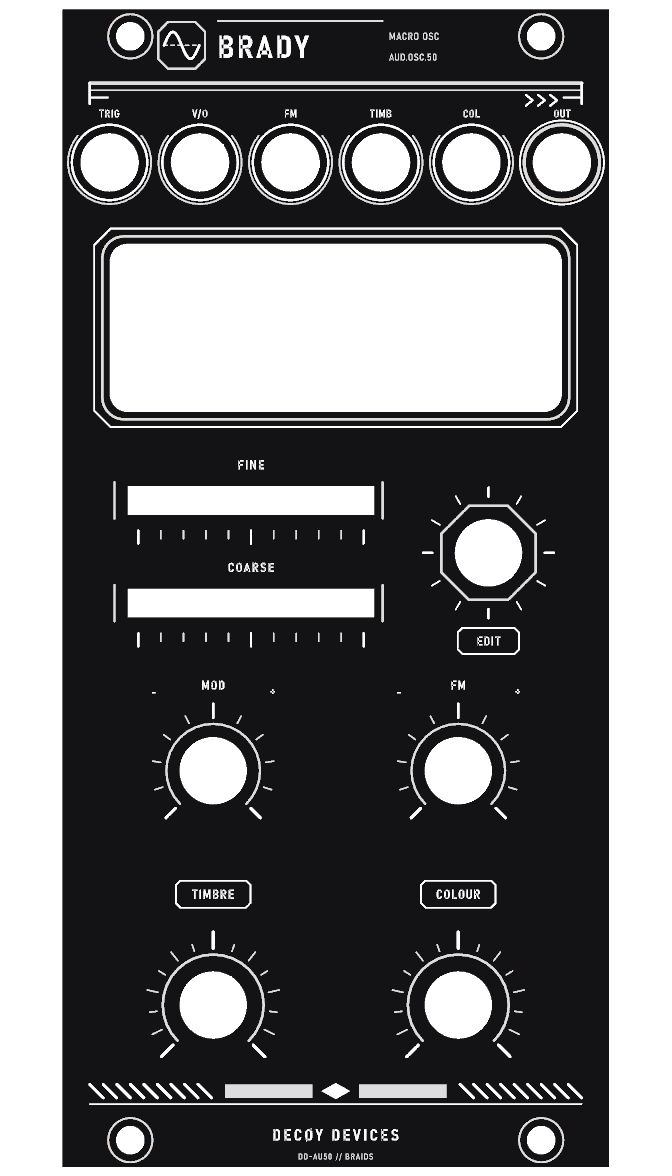 BRADY
MACRO OSC
AUD.OSC.50
TRIG V/O FM TIMB COL OUT
FINE
COARSE
EDIT
- MOD + - FM +
TIMBRE COLOUR
DECOY DEVICES
DD-AU50 // BRAIDS